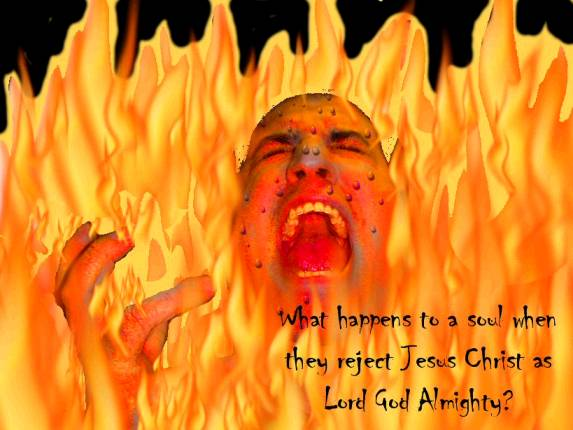 What happens to a soul when
they reject Jesus Christ as
Lord God Almighty?